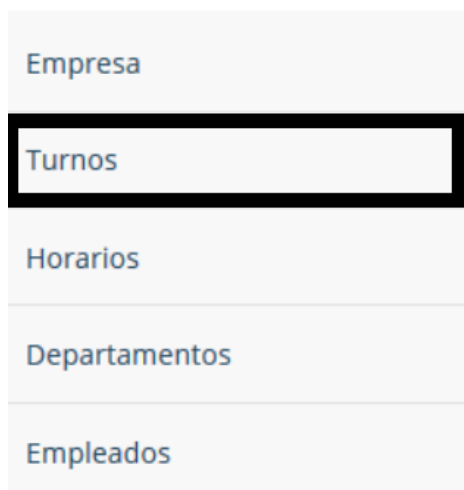 Empresa
Turnos
Horarios
Departamentos
Empleados